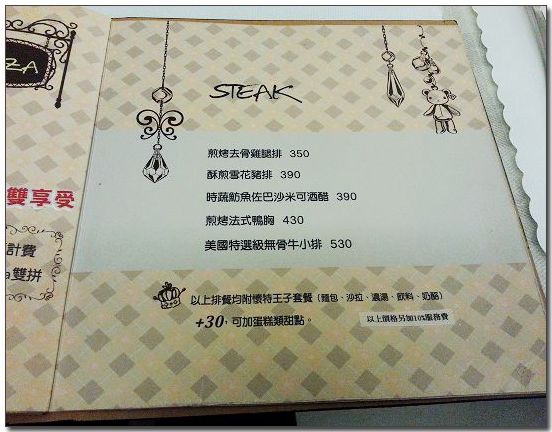 ZA
雙享受
計費
a雙拼
STEAK
煎烤去骨雞腿排 350
酥煎雪花豬排 390
時蔬魴魚佐巴沙米可酒醋 390
煎烤法式鴨胸 430
美國特選級無骨牛小排 530
以上排餐均附懷特王子套餐（麵包、沙拉、濃湯、飲料、奶酪）
+30，可加蛋糕類甜點。
以上價格另加10%服務費